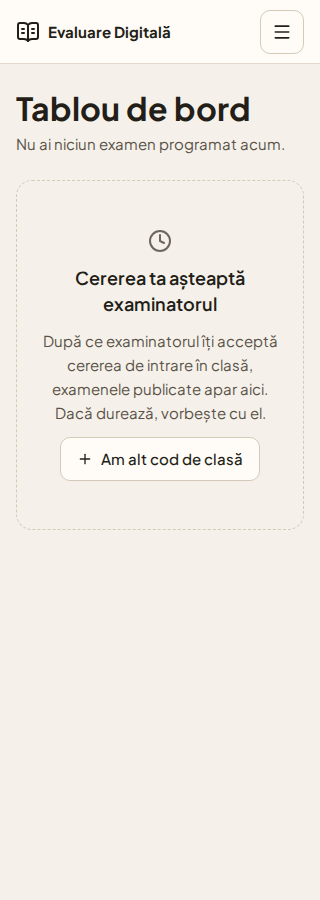 Evaluare Digitală
Tablou de bord
Nu ai niciun examen programat acum.
Cererea ta așteaptă
examinatorul
După ce examinatorul îți acceptă
cererea de intrare în clasă,
examenele publicate apar aici.
Dacă durează, vorbește cu el.
Am alt cod de clasă